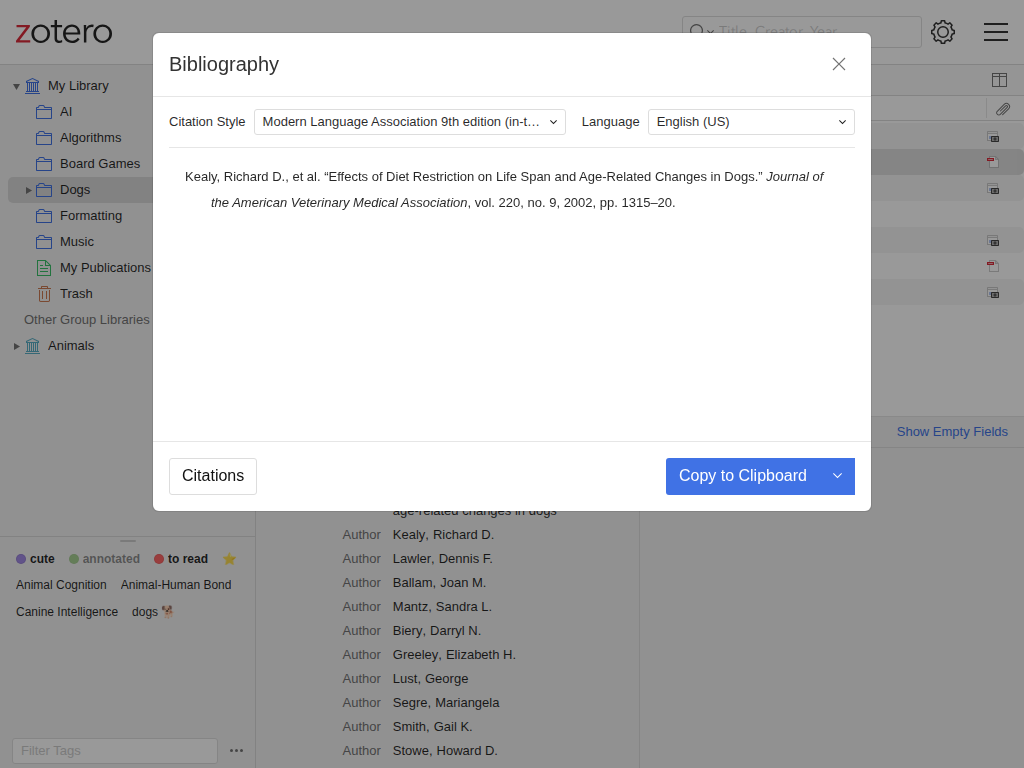 zotero
Title, Creator, Year
Bibliography
Citation Style
Modern Language Association 9th edition (in-t...
Language
English (US)
Kealy, Richard D., et al. “Effects of Diet Restriction on Life Span and Age-Related Changes in Dogs.” Journal of
the American Veterinary Medical Association, vol. 220, no. 9, 2002, pp. 1315–20.
Citations
Copy to Clipboard
My Library
AI
Algorithms
Board Games
Dogs
Formatting
Music
My Publications
Trash
Other Group Libraries
Animals
Show Empty Fields
age-related changes in dogs
Author Kealy, Richard D.
Author Lawler, Dennis F.
Author Ballam, Joan M.
Author Mantz, Sandra L.
Author Biery, Darryl N.
Author Greeley, Elizabeth H.
Author Lust, George
Author Segre, Mariangela
Author Smith, Gail K.
Author Stowe, Howard D.
cute annotated to read ⭐
Animal Cognition Animal-Human Bond
Canine Intelligence dogs 🐕
Filter Tags